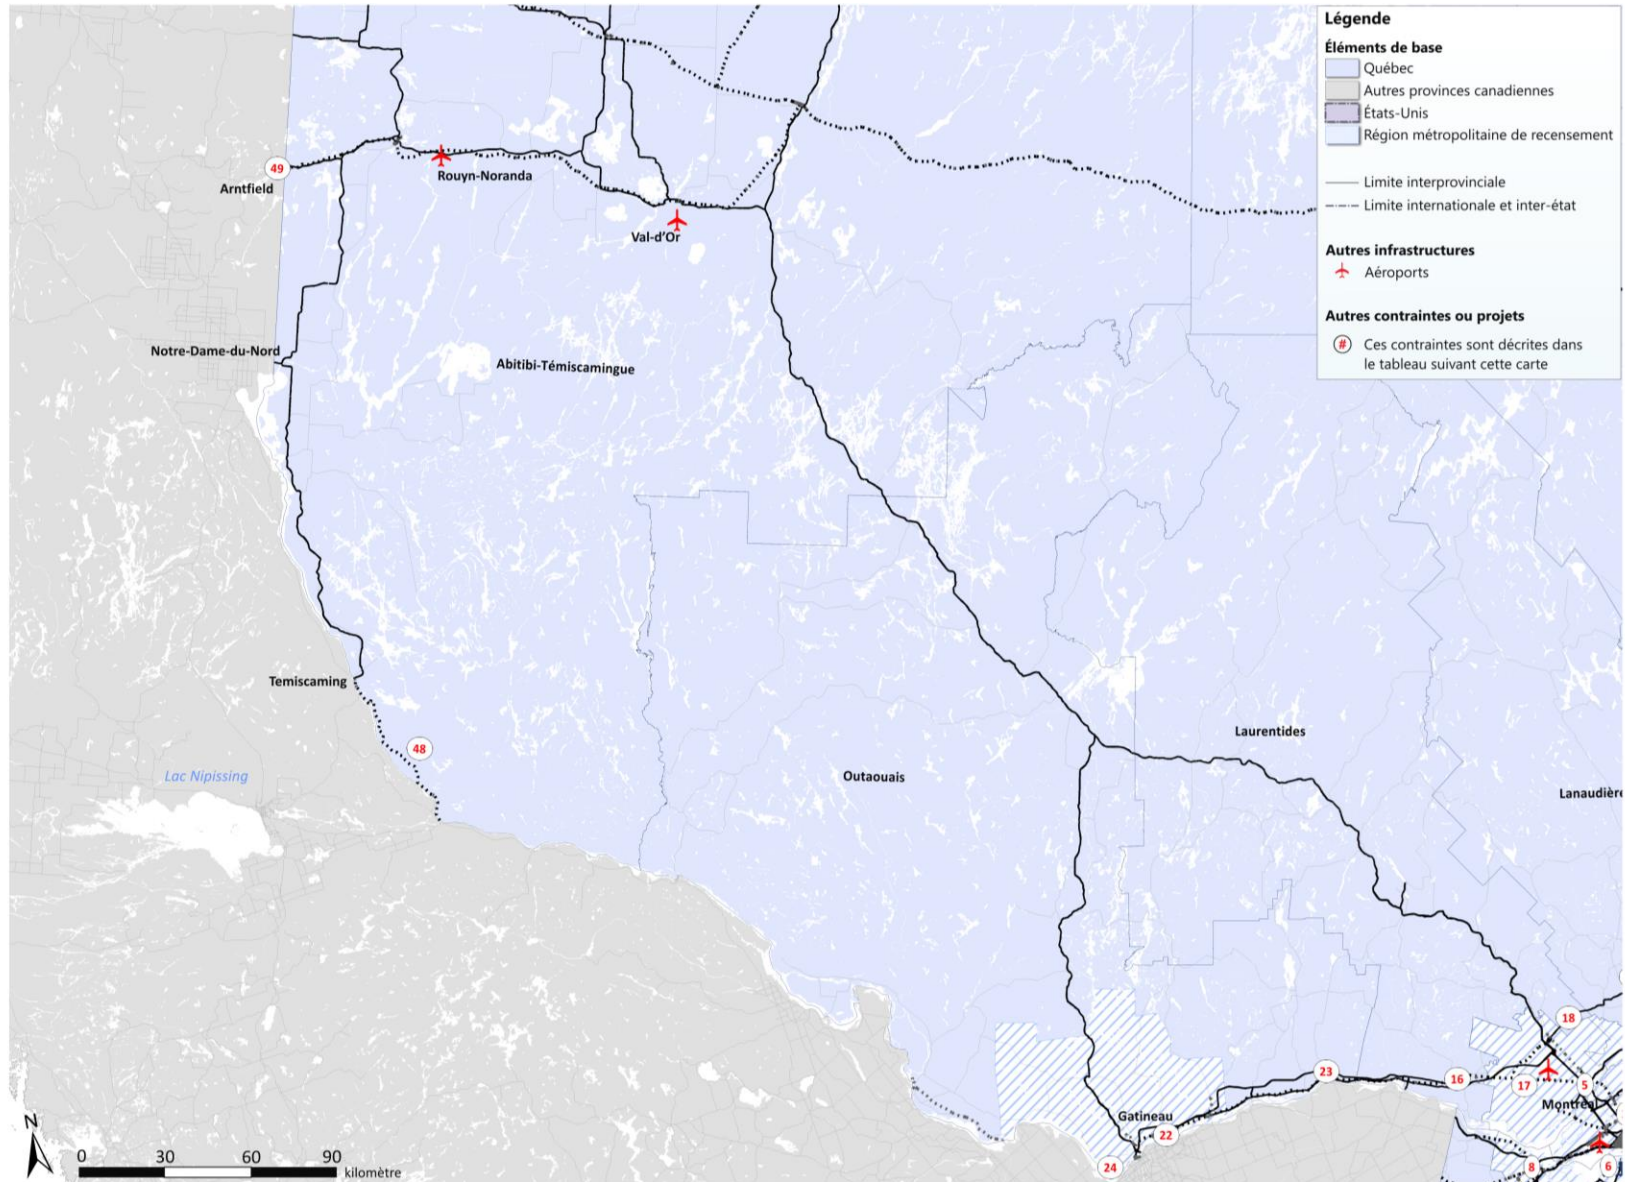 Légende
Éléments de base
Québec
Autres provinces canadiennes
États-Unis
Région métropolitaine de recensement
Limite interprovinciale
Limite internationale et inter-état
Autres infrastructures
Aéroports
Autres contraintes ou projets
# Ces contraintes sont décrites dans
le tableau suivant cette carte
49
Arntfield
Rouyn-Noranda
Val-d'Or
Notre-Dame-du-Nord
Abitibi-Témiscamingue
Temiscaming
48
Lac Nipissing
Laurentides
Outaouais
Lanaudière
18
23
16
17
5
Montréal
Gatineau
22
24
8
6
N
0 30 60 90
kilomètre